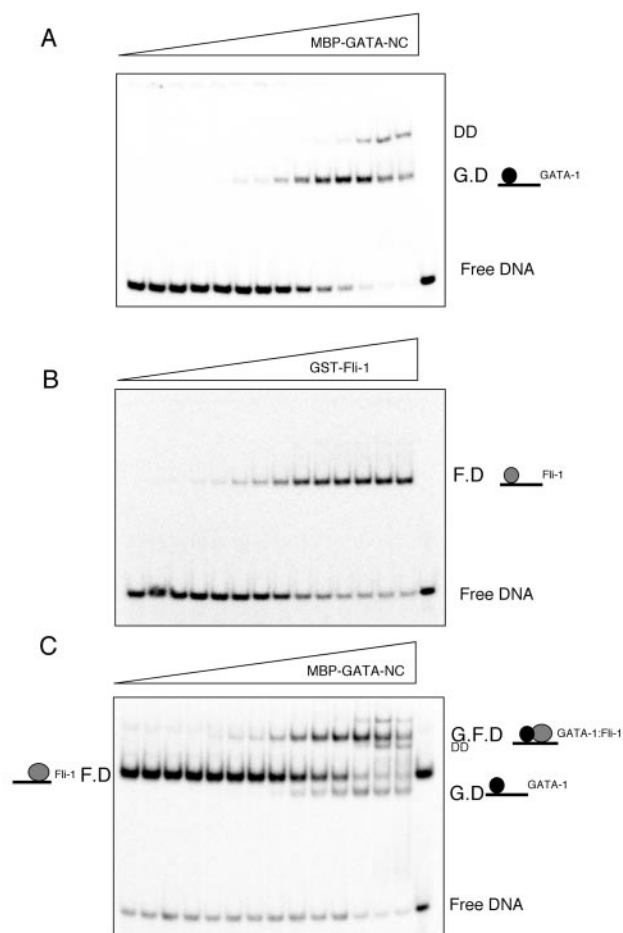 A
MBP-GATA-NC
DD
G.D GATA-1
Free DNA
B
GST-Fli-1
F.D Fli-1
Free DNA
C
MBP-GATA-NC
G.F.D GATA-1:Fli-1
DD
Fli-1 F.D
G.D GATA-1
Free DNA